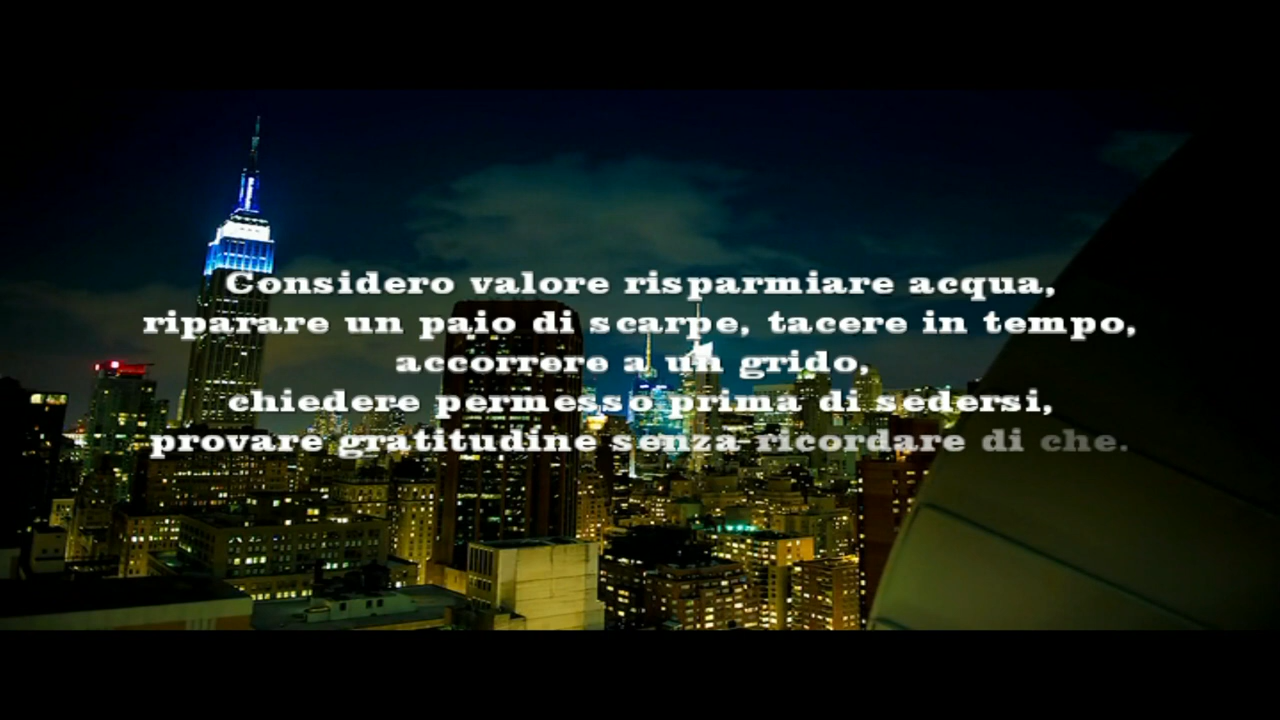 Considero valore risparmiare acqua,
riparare un paio di scarpe, tacere in tempo,
accorrere a un grido,
chiedere permesso prima di sedersi,
provare gratitudine senza ricordare di che.